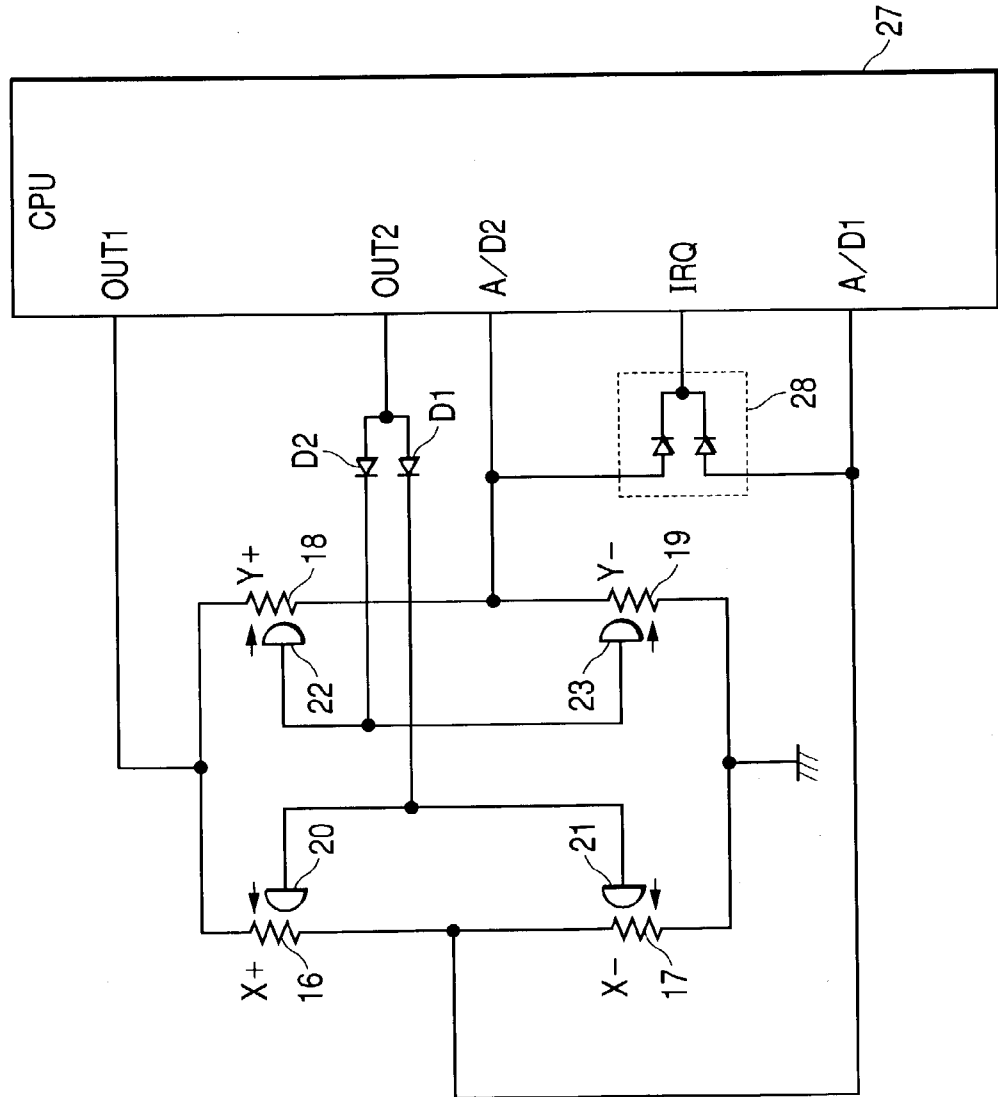 CPU
27
OUT1
OUT2
A/D2
IRQ
A/D1
D2
D1
28
Y+
18
22
Y-
19
23
20
21
X+
16
X-
17